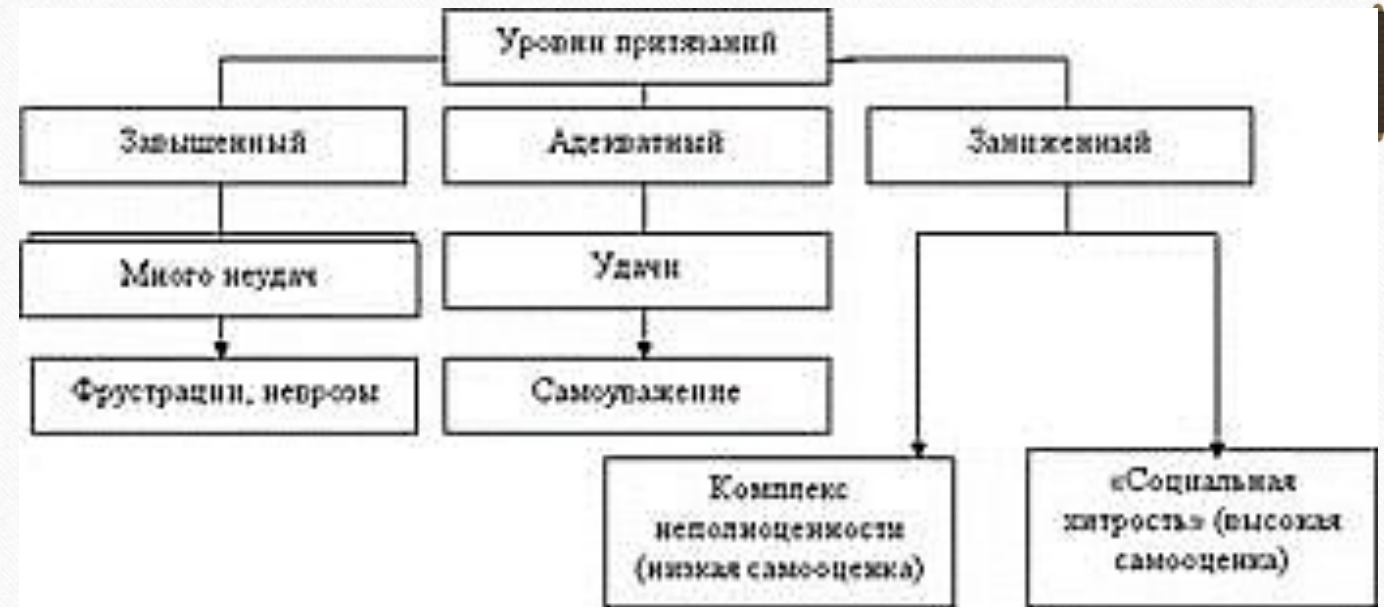 Уровни притязаний
Завышенный
Адекватный
Заниженный
Много неудач
Удачи
Фрустрации, неврозы
Самоуважение
Комплекс
неполноценности
(низкая самооценка)
«Социальная
хитрость» (высокая
самооценка)